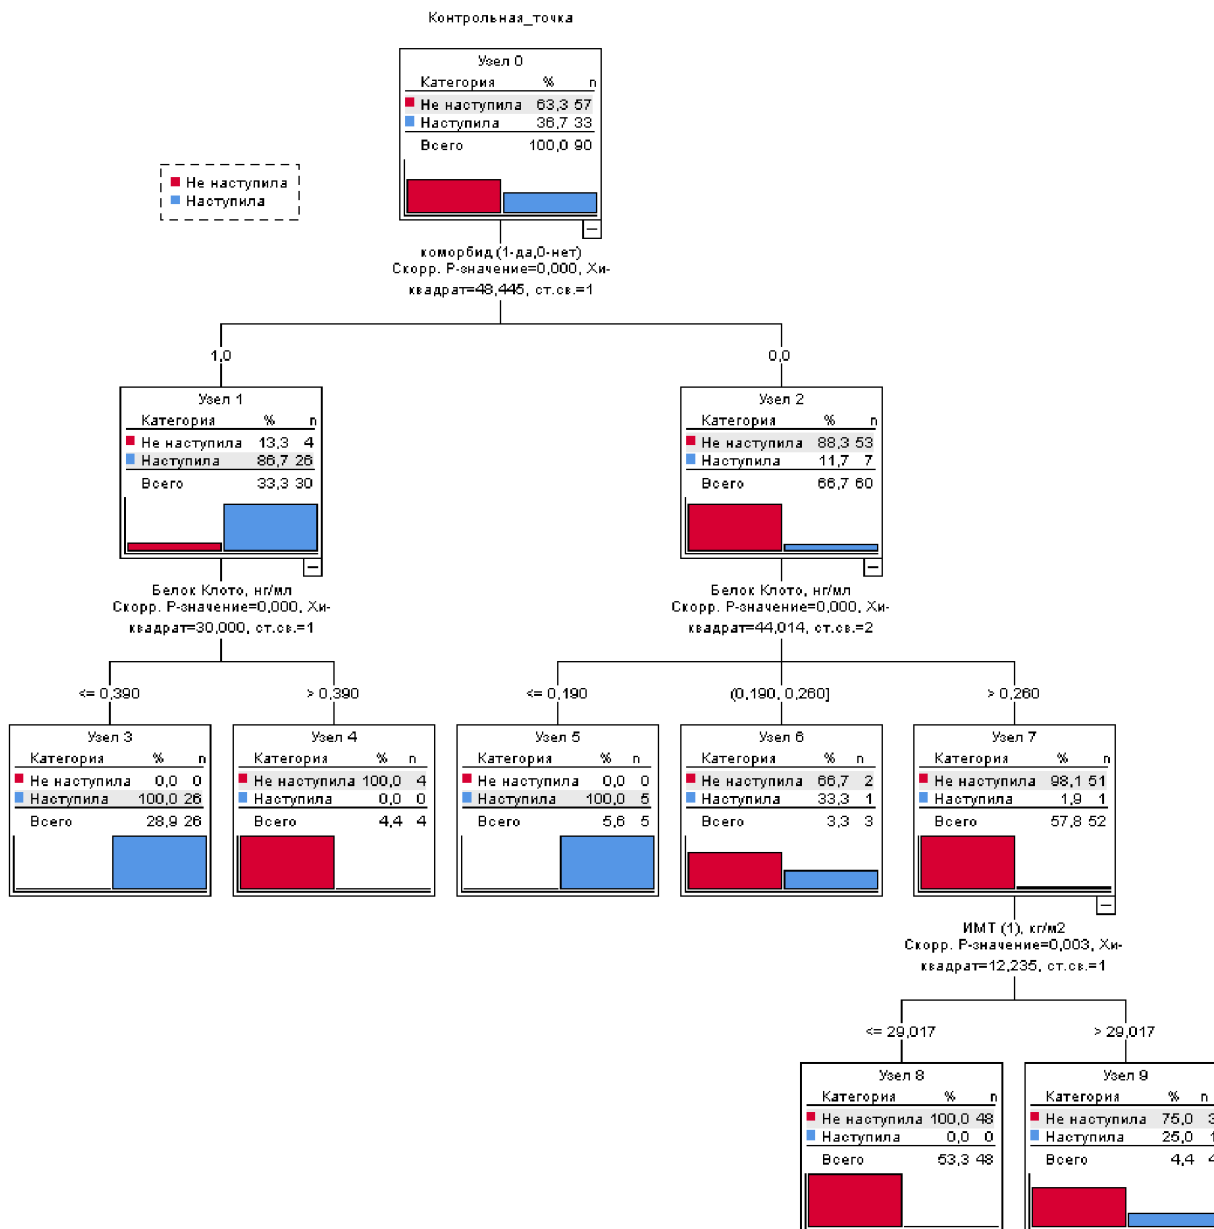 Контрольная_точка
Узел 0
Категория % n
Не наступила 63,3 57
Наступила 36,7 33
Всего 100,0 90
Не наступила
Наступила
коморбид (1-да,0-нет)
Скорр. P-значение=0,000, Хи-
квадрат=48,445, ст.св.=1
1,0
0,0
Узел 1
Категория % n
Не наступила 13,3 4
Наступила 86,7 26
Всего 33,3 30
Узел 2
Категория % n
Не наступила 88,3 53
Наступила 11,7 7
Всего 66,7 60
Белок Клото, нг/мл
Скорр. P-значение=0,000, Хи-
квадрат=30,000, ст.св.=1
Белок Клото, нг/мл
Скорр. P-значение=0,000, Хи-
квадрат=44,014, ст.св.=2
<= 0,390
> 0,390
<= 0,190
(0,190, 0,260]
> 0,260
Узел 3
Категория % n
Не наступила 0,0 0
Наступила 100,0 26
Всего 28,9 26
Узел 4
Категория % n
Не наступила 100,0 4
Наступила 0,0 0
Всего 4,4 4
Узел 5
Категория % n
Не наступила 0,0 0
Наступила 100,0 5
Всего 5,6 5
Узел 6
Категория % n
Не наступила 66,7 2
Наступила 33,3 1
Всего 3,3 3
Узел 7
Категория % n
Не наступила 98,1 51
Наступила 1,9 1
Всего 57,8 52
ИМТ (1), кг/м2
Скорр. P-значение=0,003, Хи-
квадрат=12,235, ст.св.=1
<= 29,017
> 29,017
Узел 8
Категория % n
Не наступила 100,0 48
Наступила 0,0 0
Всего 53,3 48
Узел 9
Категория % n
Не наступила 75,0 3
Наступила 25,0 1
Всего 4,4 4